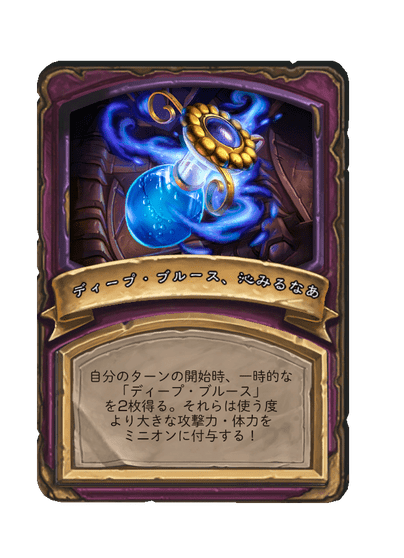 ディープ・ブルース、沁みるなあ
自分のターンの開始時、一時的な
「ディープ・ブルース」
を2枚得る。それらは使う度
より大きな攻撃力・体力を
ミニオンに付与する！